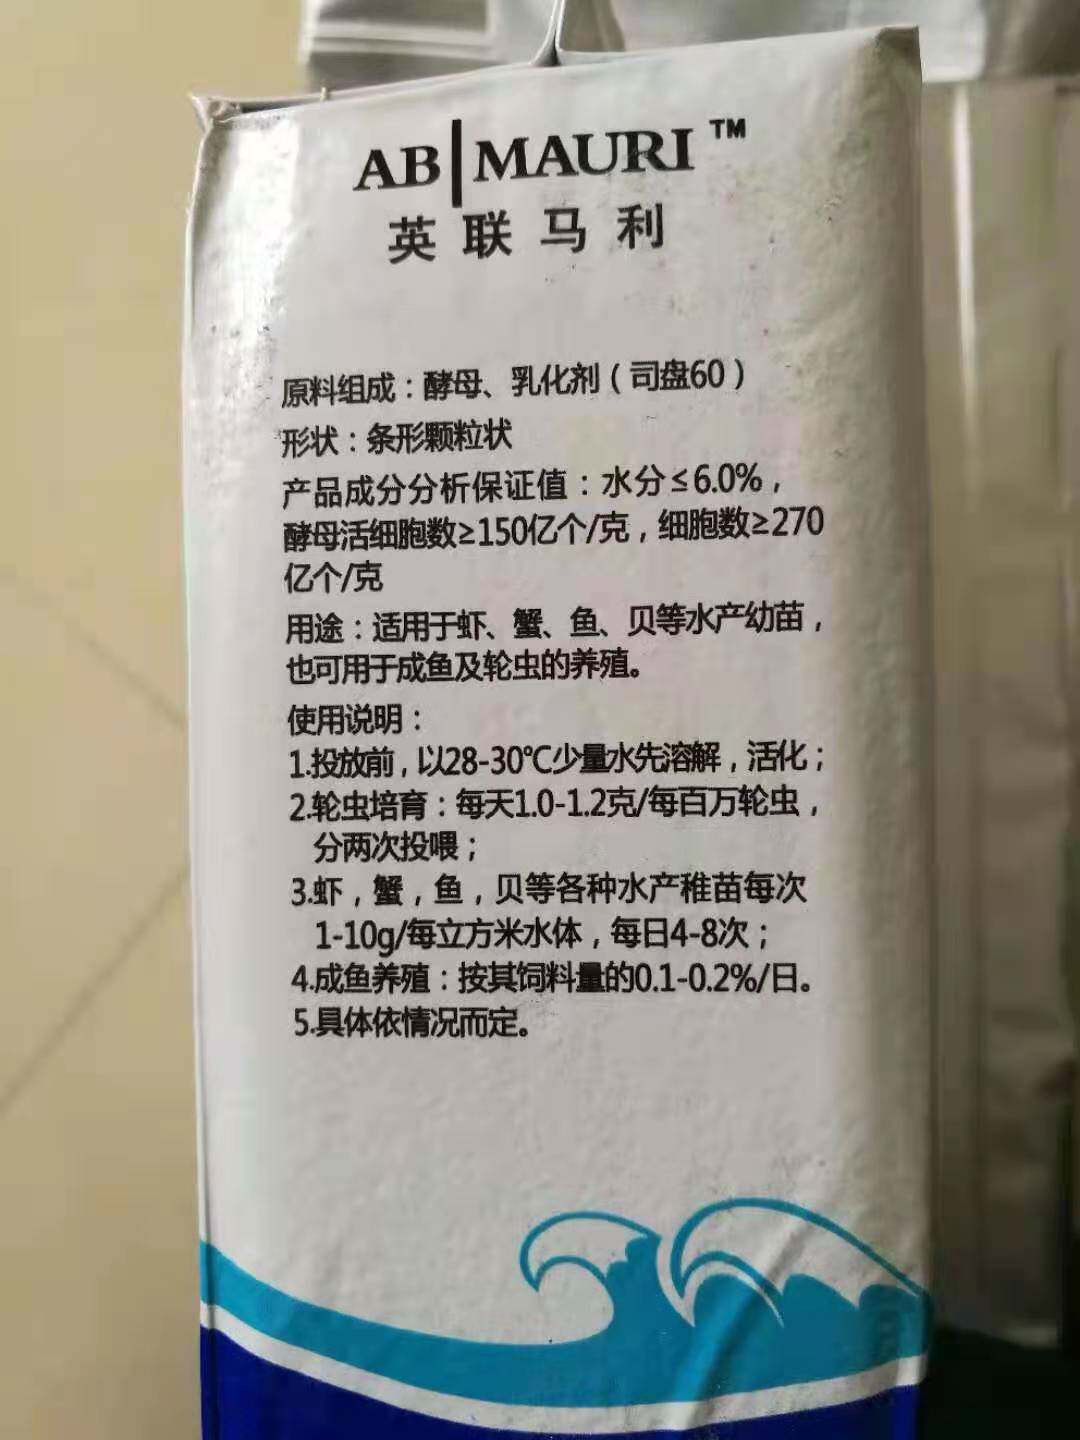 AB|MAURI™
英联马利
原料组成：酵母、乳化剂（司盘60）
形状：条形颗粒状
产品成分分析保证值：水分≤6.0%，
酵母活细胞数≥150亿个/克，细胞数≥270
亿个/克
用途：适用于虾、蟹、鱼、贝等水产幼苗，
也可用于成鱼及轮虫的养殖。
使用说明：
1.投放前，以28-30℃少量水先溶解，活化；
2.轮虫培育：每天1.0-1.2克/每百万轮虫，
分两次投喂；
3.虾，蟹，鱼，贝等各种水产稚苗每次
1-10g/每立方米水体，每日4-8次；
4.成鱼养殖：按其饲料量的0.1-0.2%/日。
5.具体依情况而定。